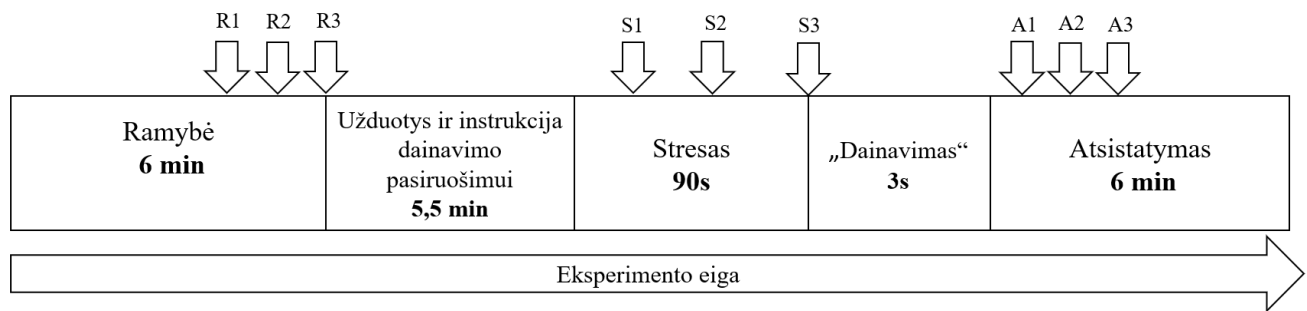 R1 R2 R3 S1 S2 S3 A1 A2 A3
Ramybė
6 min
Užduotys ir instrukcija
dainavimo
pasiruošimui
5,5 min
Stresas
90s
„Dainavimas“
3s
Atsistatymas
6 min
Eksperimento eiga